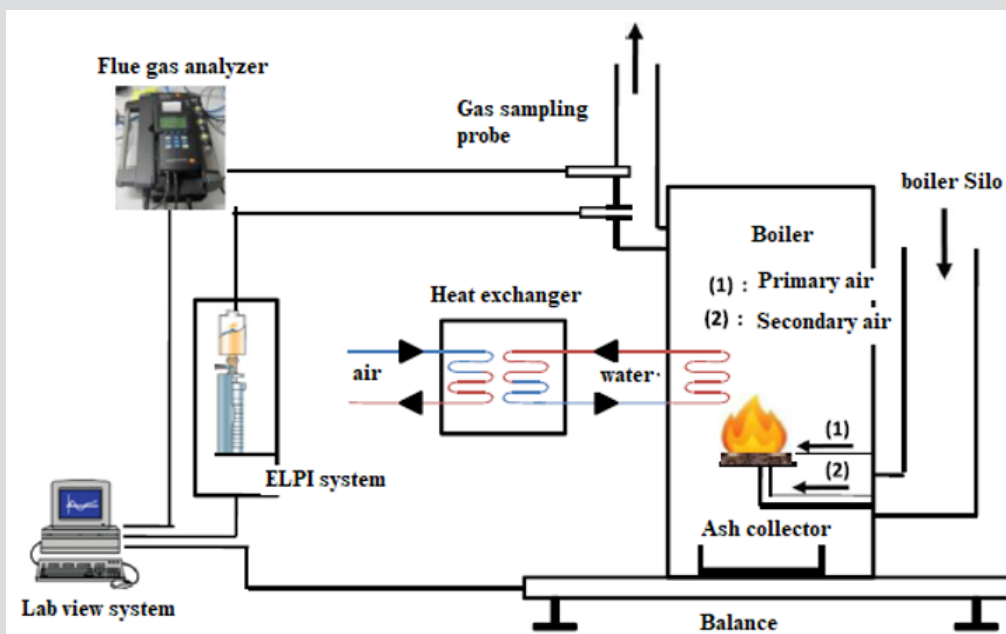 Flue gas analyzer
Gas sampling
probe
boiler Silo
Boiler
(1) : Primary air
(2) : Secondary air
Heat exchanger
air
water
(1)
(2)
ELPI system
Ash collector
Lab view system
Balance